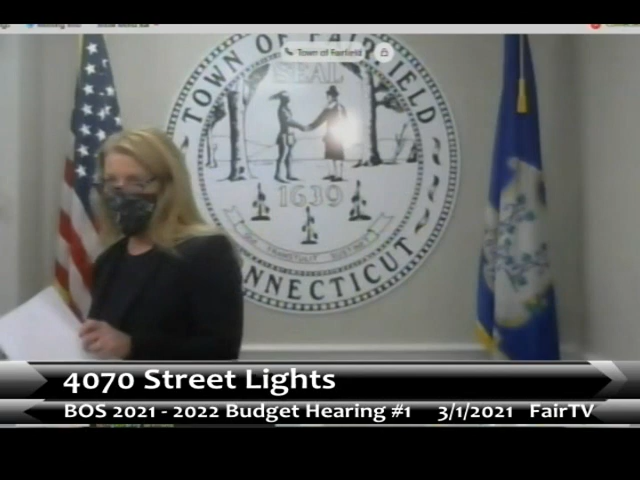 Town of Fairfield
TOWN OF FAIRFIELD
SEAL
1639
CONNECTICUT
4070 Street Lights
BOS 2021 - 2022 Budget Hearing #1 3/1/2021 FairTV